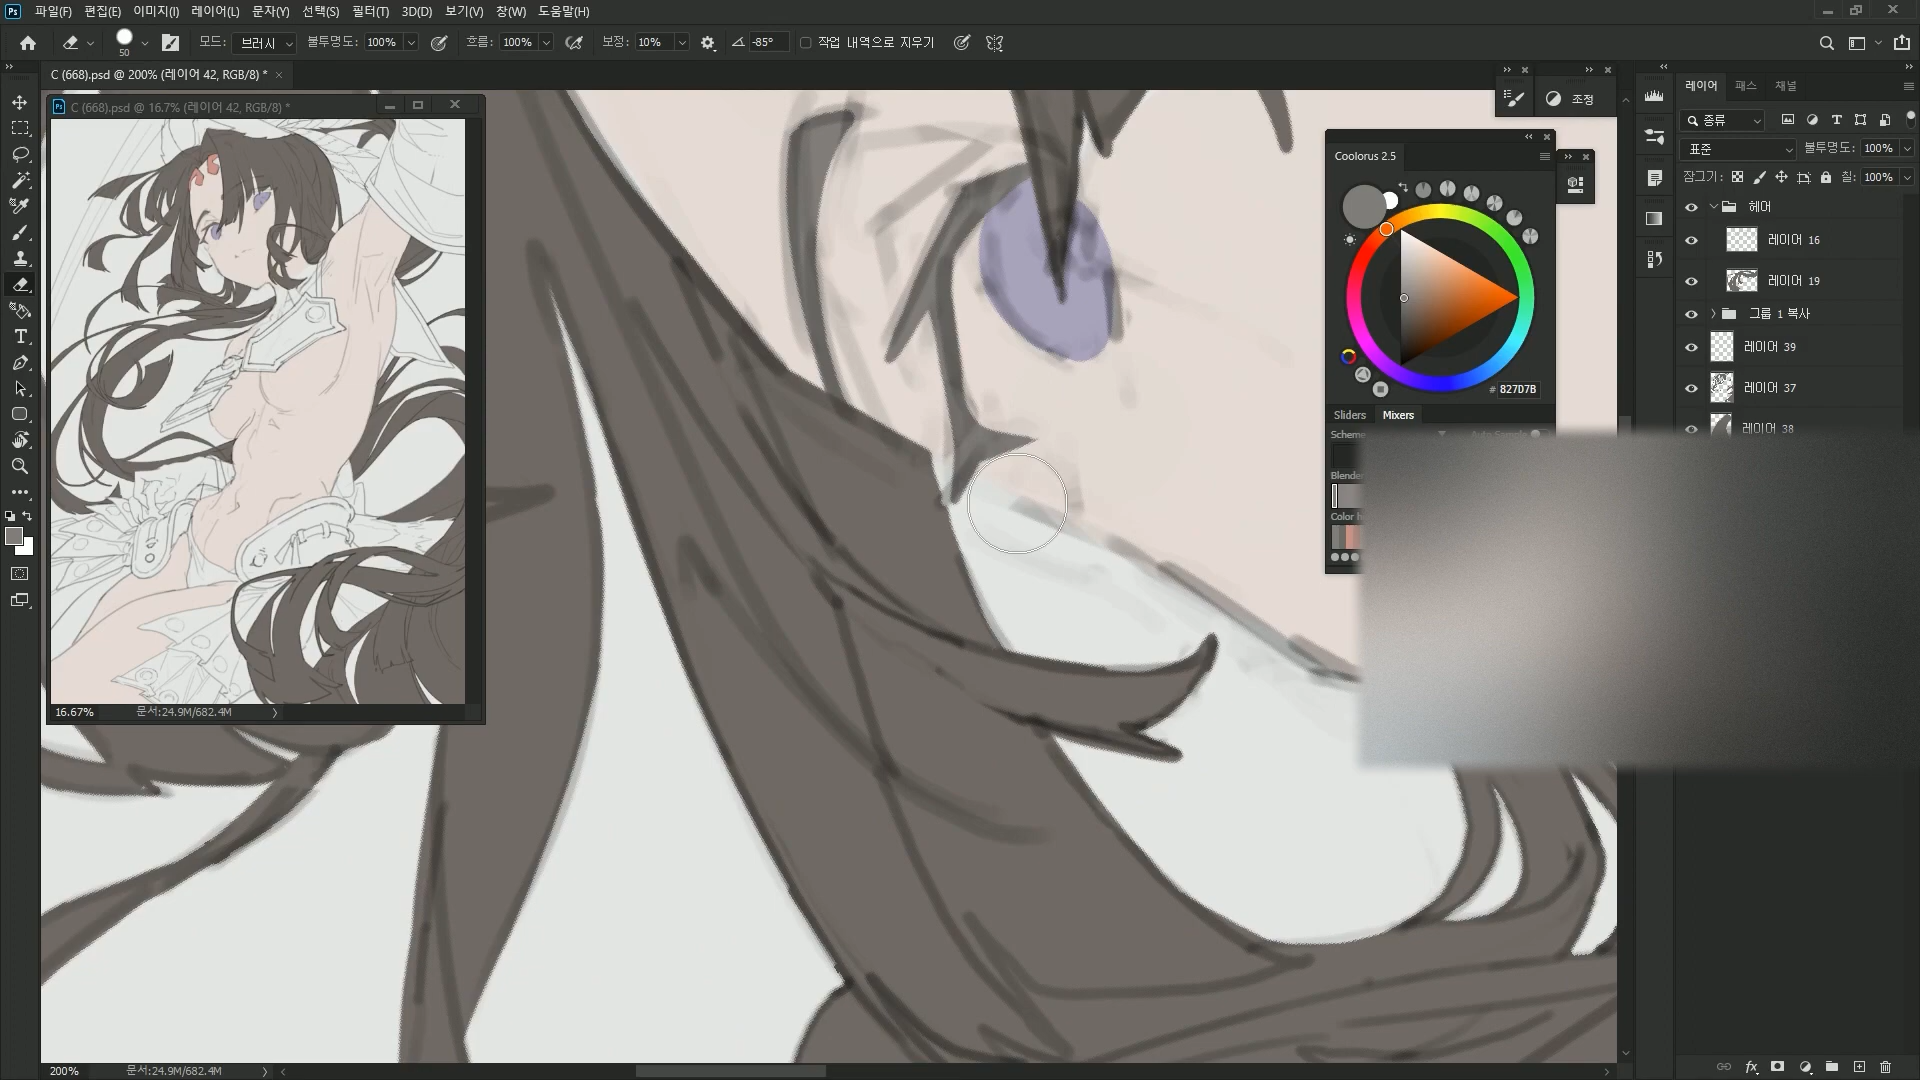 Ps 파일(F) 편집(E) 이미지(I) 레이어(L) 문자(Y) 선택(S) 필터(T) 3D(D) 보기(V) 창(W) 도움말(H)
50 모드: 브러시 불투명도: 100% 흐름: 100% 보정: 10% -85° 작업 내역으로 지우기
C (668).psd @ 200% (레이어 42, RGB/8) *
C (668).psd @ 16.7% (레이어 42, RGB/8) *
16.67% 문서:24.9M/682.4M
조정
Coolorus 2.5
# 827D7B
Sliders Mixers
Scheme
Blender
Color h
레이어 패스 채널
종류
표준 불투명도: 100%
잠그기: 칠: 100%
헤어
레이어 16
레이어 19
그룹 1 복사
레이어 39
레이어 37
레이어 38
200% 문서:24.9M/682.4M